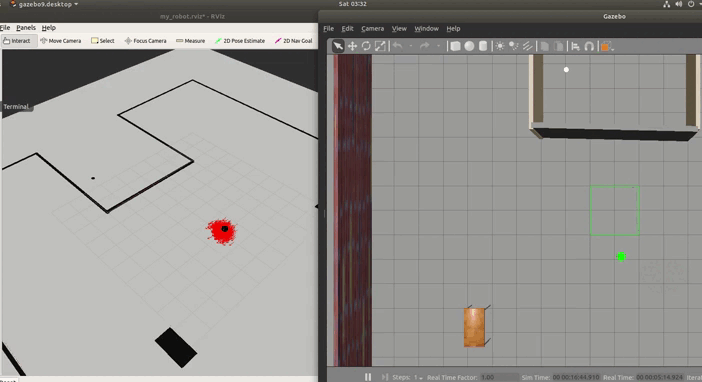 gazebo9.desktop
Sat 03:32
my_robot.rviz* - RViz
Gazebo
File Panels Help
File Edit Camera View Window Help
Interact Move Camera Select Focus Camera Measure 2D Pose Estimate 2D Nav Goal
Terminal
Steps: 1 Real Time Factor: 1.00 Sim Time: 00:00:16:44.910 Real Time: 00:00:05:14.924